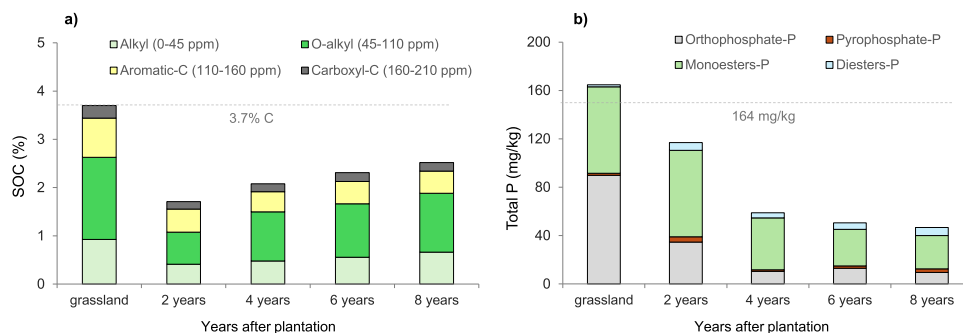 a)
Alkyl (0-45 ppm)
O-alkyl (45-110 ppm)
Aromatic-C (110-160 ppm)
Carboxyl-C (160-210 ppm)
3.7% C
SOC (%)
5
4
3
2
1
0
grassland
2 years
4 years
6 years
8 years
Years after plantation
b)
Orthophosphate-P
Pyrophosphate-P
Monoesters-P
Diesters-P
164 mg/kg
Total P (mg/kg)
200
160
120
80
40
0
grassland
2 years
4 years
6 years
8 years
Years after plantation